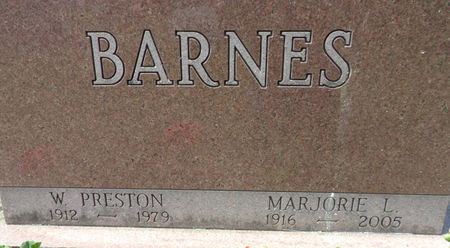 BARNES
W. PRESTON MARJORIE L.
1912 — 1979 1916 — 2005